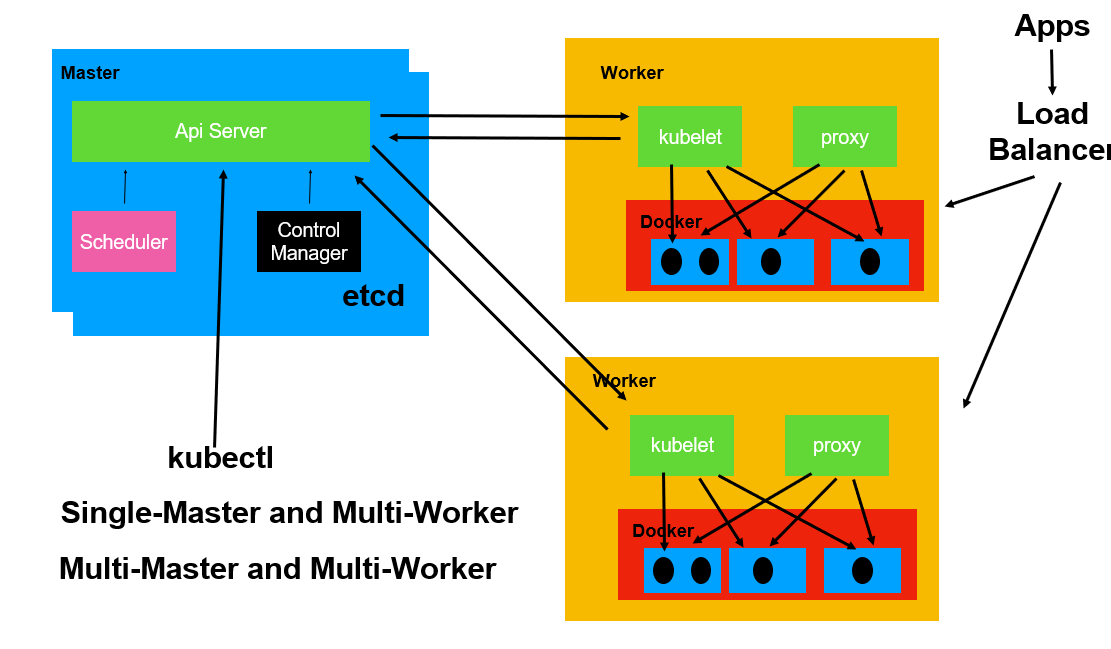 Master
Api Server
Scheduler
Control
Manager
etcd
kubectl
Single-Master and Multi-Worker
Multi-Master and Multi-Worker
Worker
kubelet
proxy
Docker
Worker
kubelet
proxy
Docker
Apps
Load
Balancer